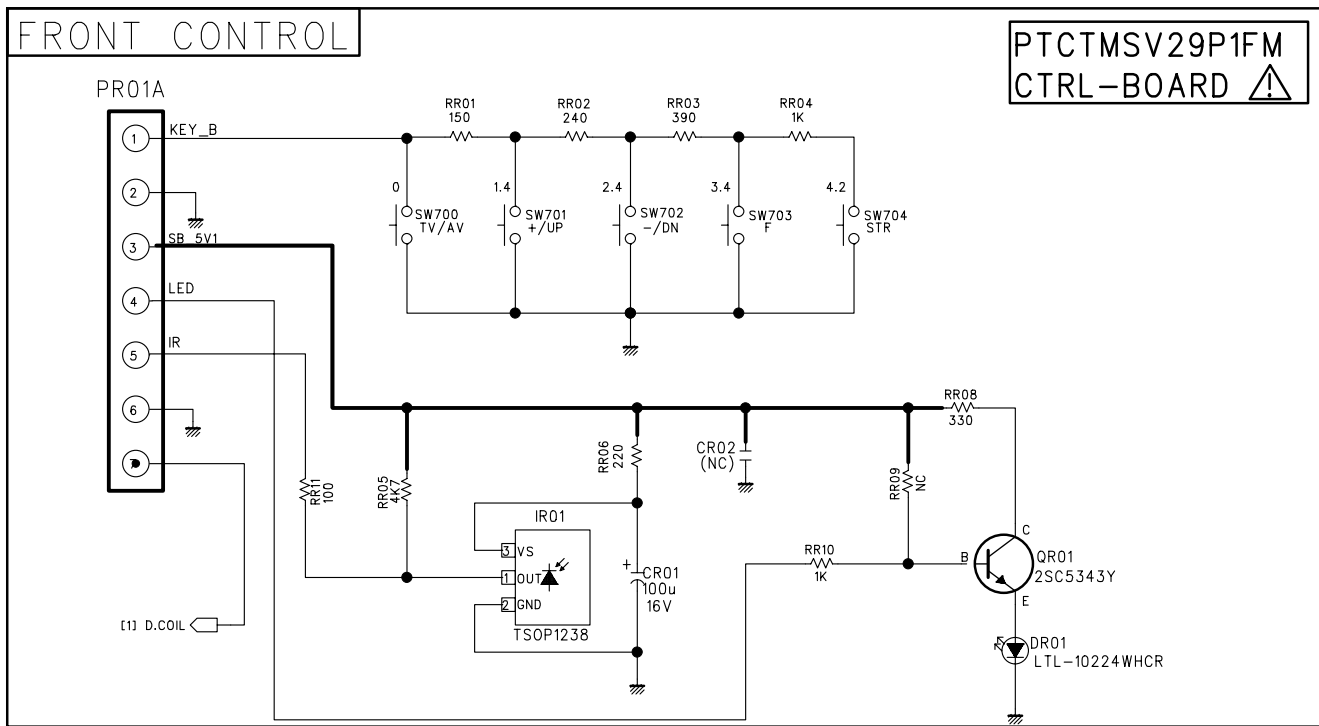 FRONT CONTROL
PTCTMSV29P1FM
CTRL-BOARD
PR01A
1
KEY_B
2
3
SB_5V1
4
LED
5
IR
6
RR01
150
RR02
240
RR03
390
RR04
1K
0
SW700
TV/AV
1.4
SW701
+/UP
2.4
SW702
-/DN
3.4
SW703
F
4.2
SW704
STR
RR11
100
RR05
4K7
RR06
220
CR02
(NC)
RR09
NC
RR08
330
IR01
3 VS
1 OUT
2 GND
TSOP1238
+
CR01
100u
16V
RR10
1K
B
C
E
QR01
2SC5343Y
DR01
LTL-10224WHCR
[1] D.COIL